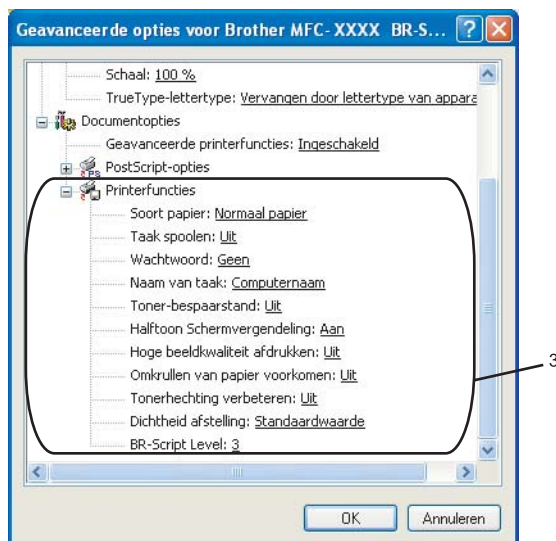 Geavanceerde opties voor Brother MFC-XXXX BR-S...
Schaal: 100 %
TrueType-lettertype: Vervangen door lettertype van appara
Documentopties
Geavanceerde printerfuncties: Ingeschakeld
PostScript-opties
Printerfuncties
Soort papier: Normaal papier
Taak spoolen: Uit
Wachtwoord: Geen
Naam van taak: Computernaam
Toner-bespaarstand: Uit
Halftoon Schermvergendeling: Aan
Hoge beeldkwaliteit afdrukken: Uit
Omkrullen van papier voorkomen: Uit
Tonerhechting verbeteren: Uit
Dichtheid afstelling: Standaardwaarde
BR-Script Level: 3
3
OK
Annuleren